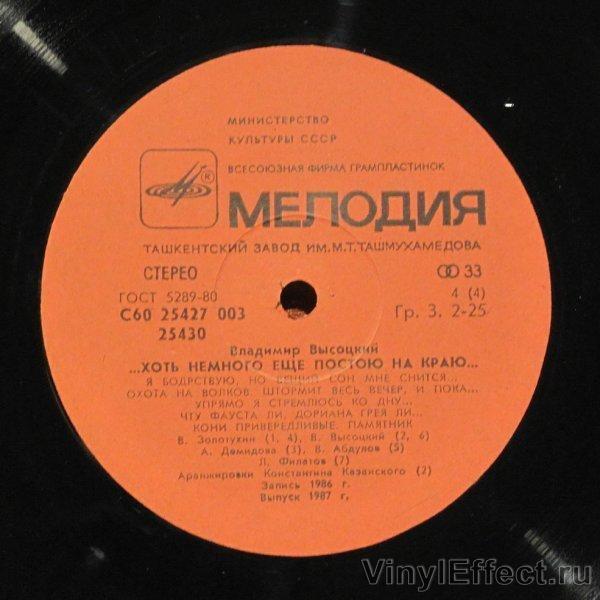 МИНИСТЕРСТВО
КУЛЬТУРЫ СССР
ВСЕСОЮЗНАЯ ФИРМА ГРАМПЛАСТИНОК
®
МЕЛОДИЯ
ТАШКЕНТСКИЙ ЗАВОД ИМ.М.Т.ТАШМУХАМЕДОВА
СТЕРЕО
33
ГОСТ 5289-80
4 (4)
С60 25427 003
Гр. 3. 2-25
25430
Владимир Высоцкий
...ХОТЬ НЕМНОГО ЕЩЕ ПОСТОЮ НА КРАЮ...
Я БОДРСТВУЮ, НО ВЕЩИЙ СОН МНЕ СНИТСЯ...
ОХОТА НА ВОЛКОВ. ШТОРМИТ ВЕСЬ ВЕЧЕР, И ПОКА...
УПРЯМО Я СТРЕМЛЮСЬ КО ДНУ...
ЧТУ ФАУСТА ЛИ, ДОРИАНА ГРЕЯ ЛИ...
КОНИ ПРИВЕРЕДЛИВЫЕ. ПАМЯТНИК
В. Золотухин (1, 4), В. Высоцкий (2, 6)
А. Демидова (3), В. Абдулов (5)
Л. Филатов (7)
Аранжировки Константина Казанского (2)
Запись 1986 г.
Выпуск 1987 г.
VinylEffect.ru